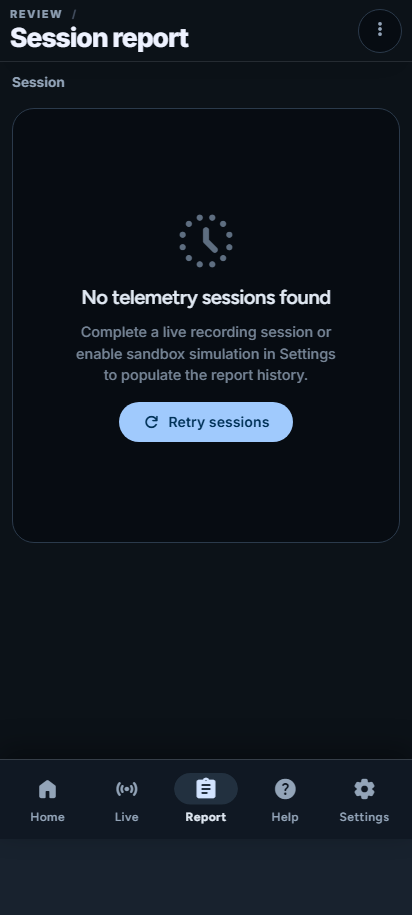 REVIEW /
Session report
Session
No telemetry sessions found
Complete a live recording session or
enable sandbox simulation in Settings
to populate the report history.
Retry sessions
Home Live Report Help Settings